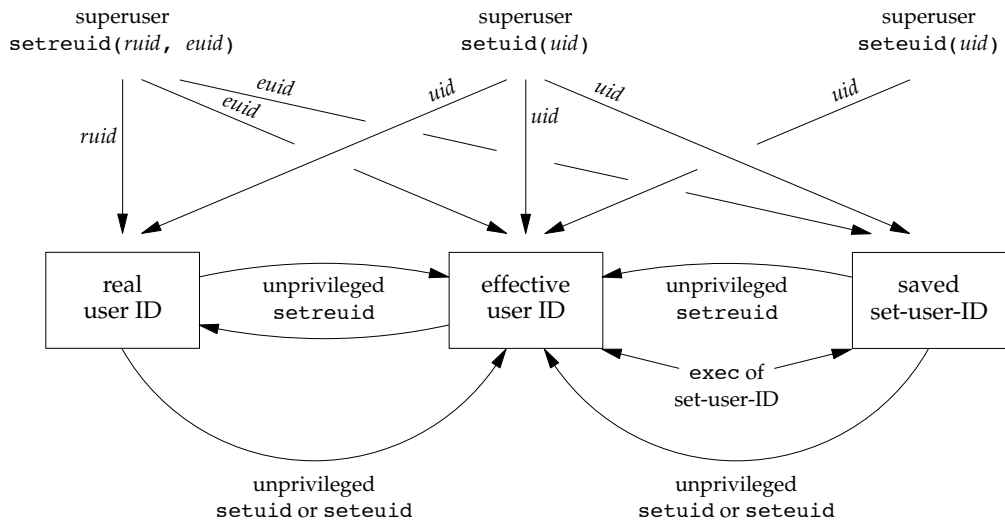 superuser
setreuid(ruid, euid)
superuser
setuid(uid)
superuser
seteuid(uid)
ruid
euid
euid
uid
uid
uid
uid
real
user ID
unprivileged
setreuid
effective
user ID
unprivileged
setreuid
saved
set-user-ID
exec of
set-user-ID
unprivileged
setuid or seteuid
unprivileged
setuid or seteuid